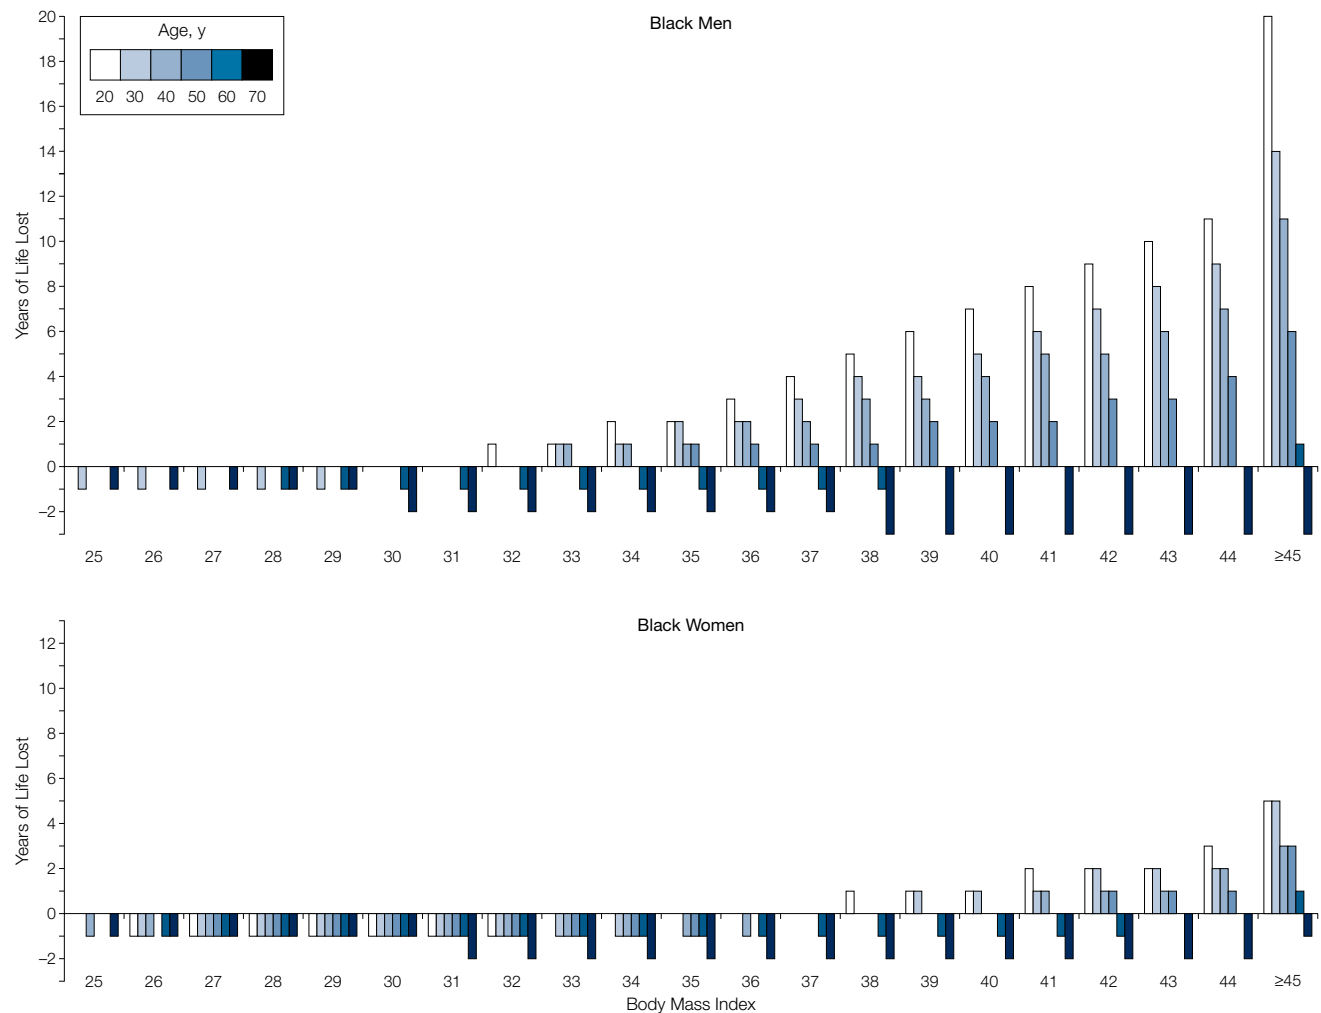 Black Men
Age, y
20 30 40 50 60 70
Years of Life Lost
20
18
16
14
12
10
8
6
4
2
0
–2
25 26 27 28 29 30 31 32 33 34 35 36 37 38 39 40 41 42 43 44 ≥45
Black Women
Years of Life Lost
12
10
8
6
4
2
0
–2
25 26 27 28 29 30 31 32 33 34 35 36 37 38 39 40 41 42 43 44 ≥45
Body Mass Index